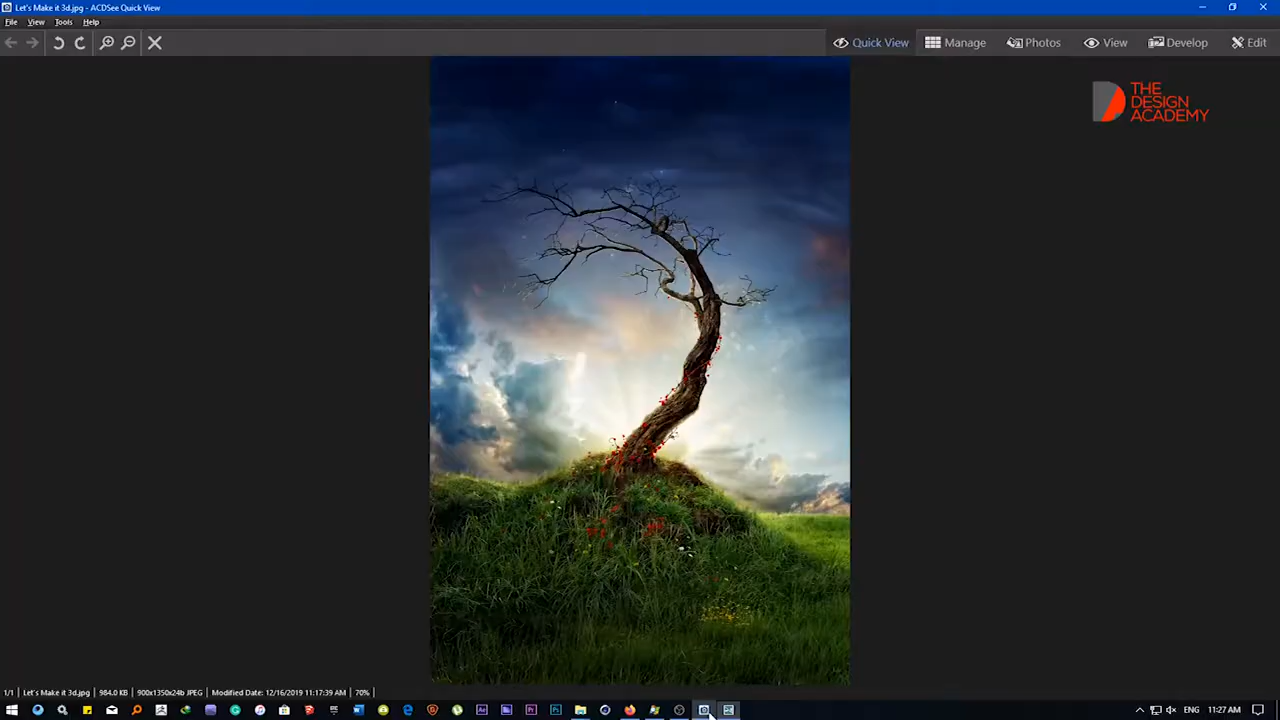 Let's Make it 3d.jpg - ACDSee Quick View
File View Tools Help
Quick View Manage Photos View Develop Edit
THE
DESIGN
ACADEMY
1/1 Let's Make it 3d.jpg 984.0 KB 900x1350x24b JPEG Modified Date: 12/16/2019 11:17:39 AM 70%
ENG 11:27 AM